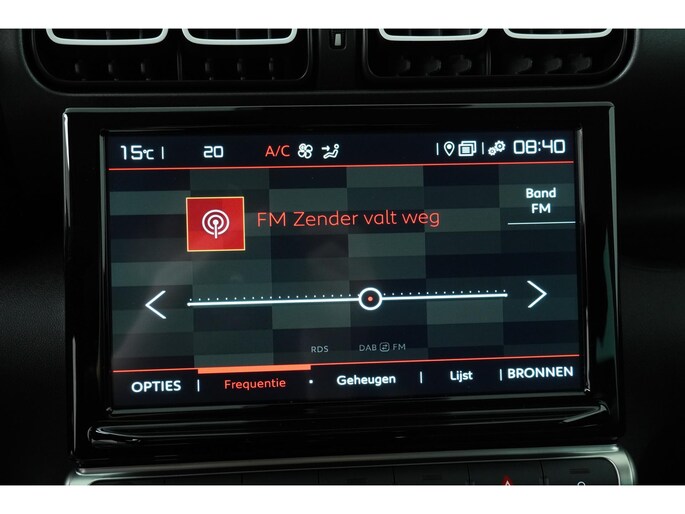 15°C 20 A/C 08:40
FM Zender valt weg
Band
FM
RDS DAB FM
OPTIES Frequentie Geheugen Lijst BRONNEN